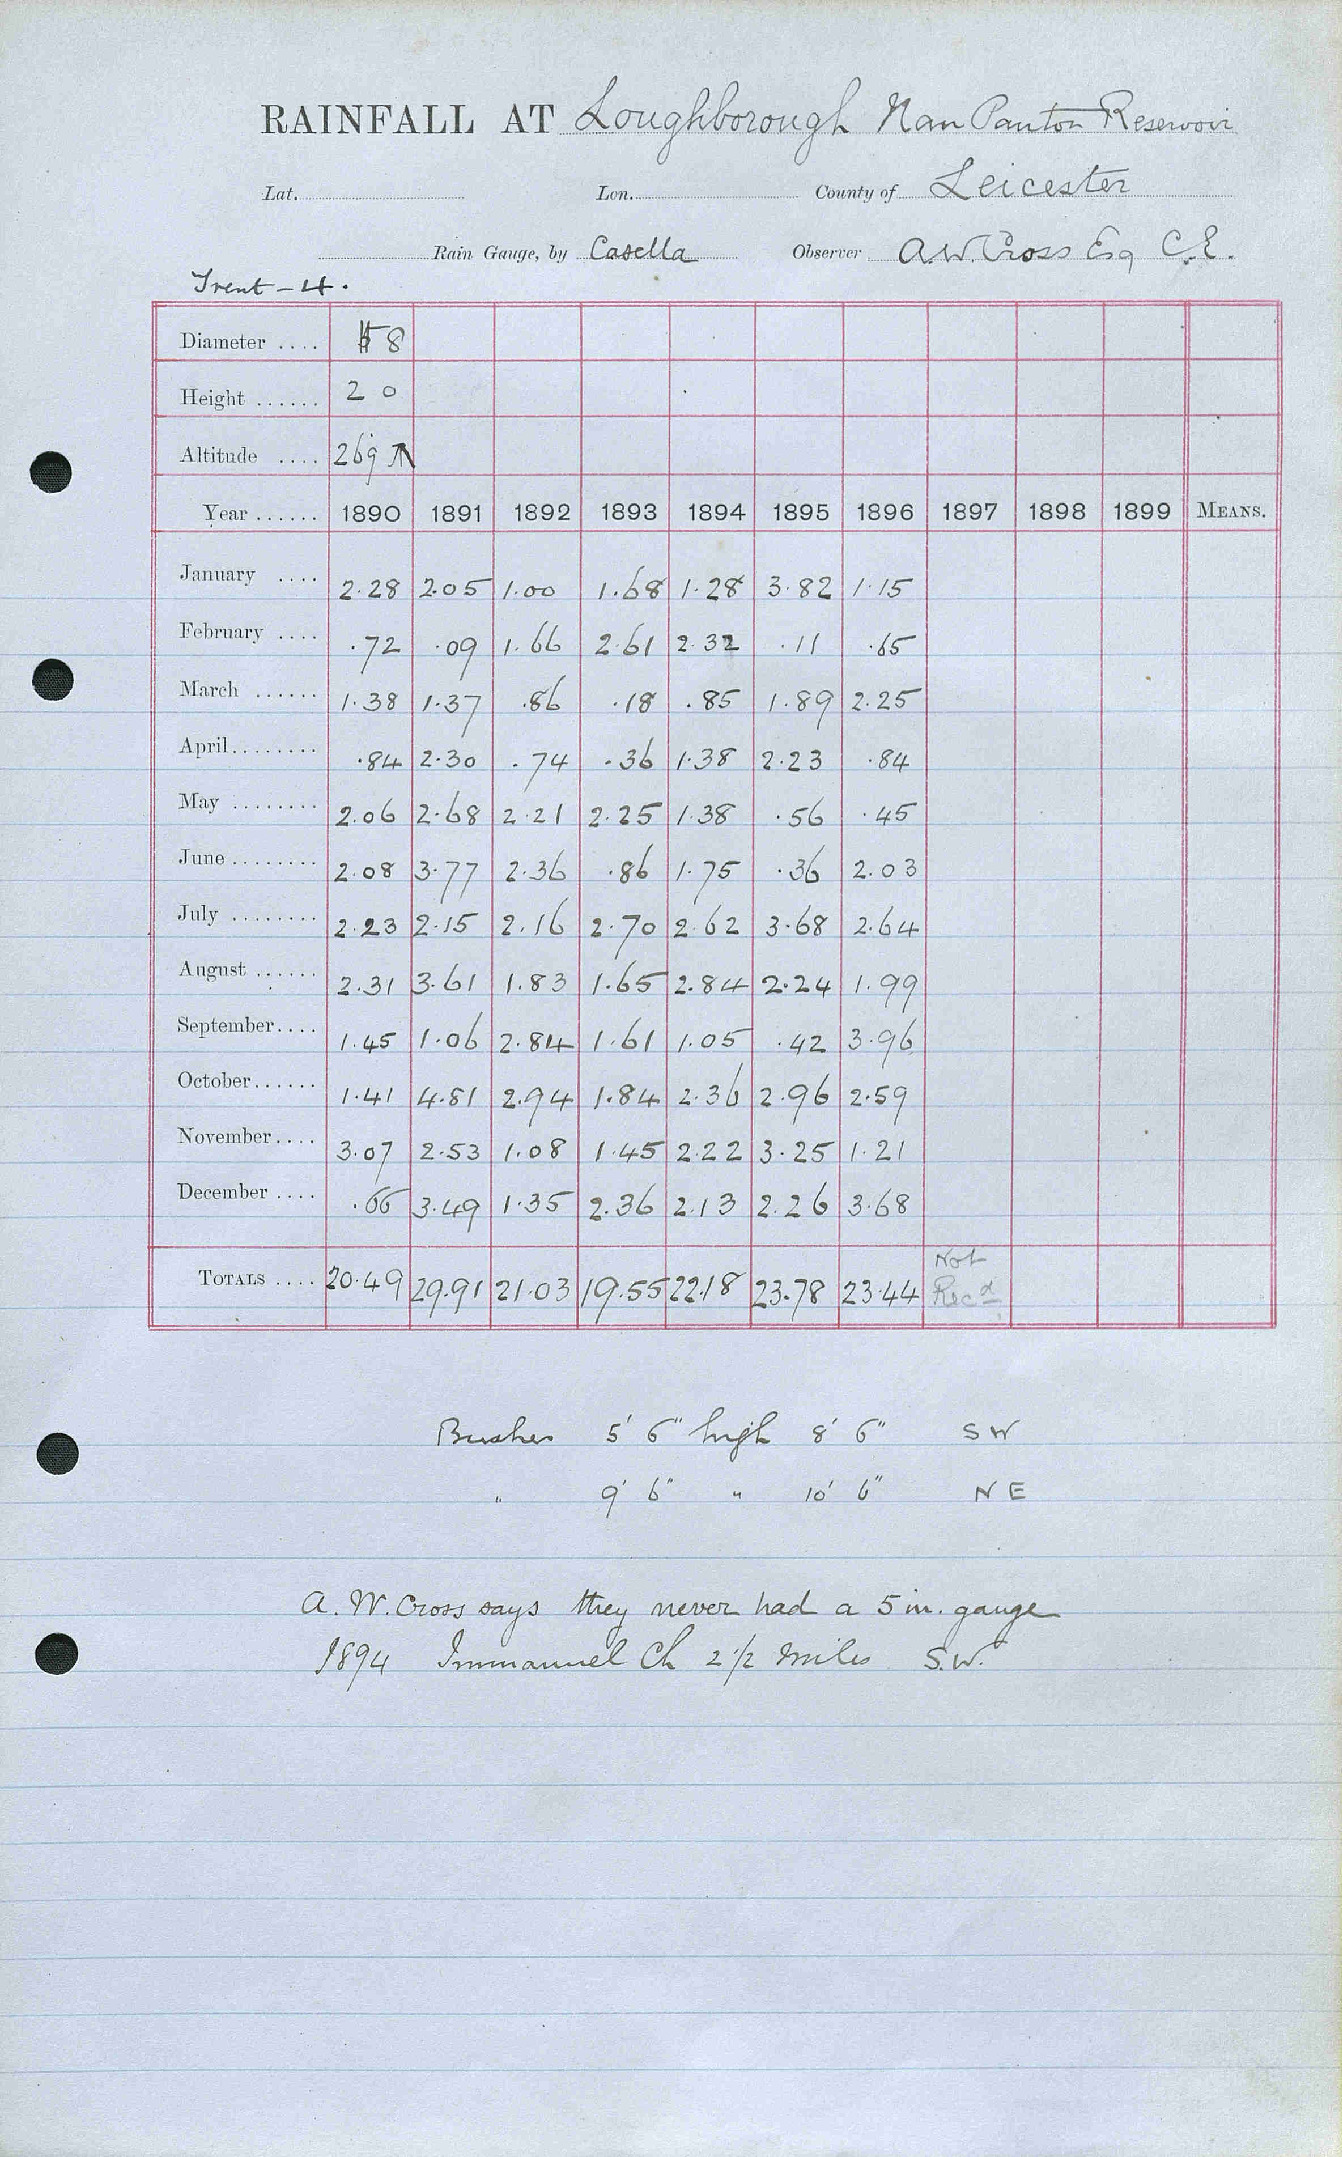 RAINFALL AT Loughborough Nan Panton Reservoir
Lat. Lon. County of Leicester
Rain Gauge, by Casella Observer A.W. Cross Esq C.E.
Trent - 4.
Diameter .... 8
Height ...... 2 0
Altitude .... 269
Year ...... 1890 1891 1892 1893 1894 1895 1896 1897 1898 1899 MEANS.
January .... 2.28 2.05 1.00 1.68 1.28 3.82 1.15
February .... .72 .09 1.66 2.61 2.32 .11 .65
March ...... 1.38 1.37 .86 .18 .85 1.89 2.25
April ........ .84 2.30 .74 .36 1.38 2.23 .84
May ........ 2.06 2.68 2.21 2.25 1.38 .56 .45
June ........ 2.08 3.77 2.36 .86 1.75 .36 2.03
July ........ 2.23 2.15 2.16 2.70 2.62 3.68 2.64
August ...... 2.31 3.61 1.83 1.65 2.84 2.24 1.99
September .... 1.45 1.06 2.84 1.61 1.05 .42 3.96
October ...... 1.41 4.81 2.94 1.84 2.36 2.96 2.59
November .... 3.07 2.53 1.08 1.45 2.22 3.25 1.21
December .... .66 3.49 1.35 2.36 2.13 2.26 3.68
TOTALS .... 20.49 29.91 21.03 19.55 22.18 23.78 23.44 Not Recd
Bushes 5' 6" high 8' 6" SW
" 9' 6" " 10' 6" NE
A. W. Cross says they never had a 5 in. gauge
1894 Immanuel Ch 2 1/2 miles S.W.